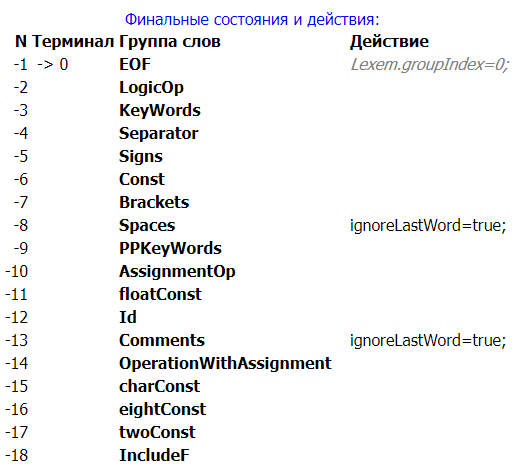 Финальные состояния и действия:
N Терминал Группа слов Действие
-1 -> 0 EOF Lexem.groupIndex=0;
-2 LogicOp
-3 KeyWords
-4 Separator
-5 Signs
-6 Const
-7 Brackets
-8 Spaces ignoreLastWord=true;
-9 PPKeyWords
-10 AssignmentOp
-11 floatConst
-12 Id
-13 Comments ignoreLastWord=true;
-14 OperationWithAssignment
-15 charConst
-16 eightConst
-17 twoConst
-18 IncludeF